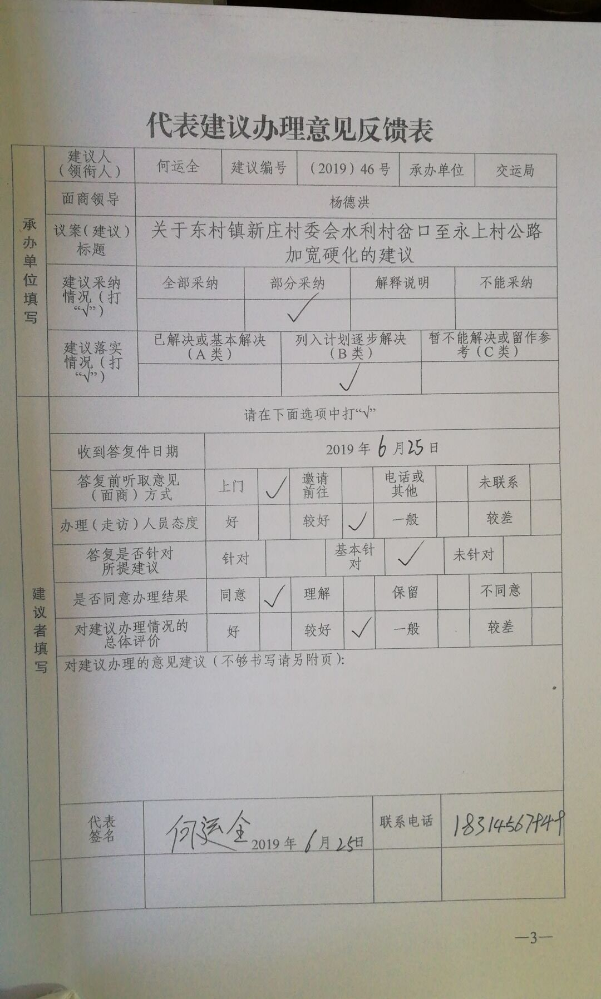 代表建议办理意见反馈表
承办单位填写
建议人
（领衔人）
何运全
建议编号
（2019）46号
承办单位
交运局
面商领导
杨德洪
议案（建议）
标题
关于东村镇新庄村委会水利村岔口至永上村公路
加宽硬化的建议
建议采纳
情况（打
“√”）
全部采纳
部分采纳
解释说明
不能采纳
√
建议落实
情况（打
“√”）
已解决或基本解决
（A类）
列入计划逐步解决
（B类）
暂不能解决或留作参
考（C类）
√
建议者填写
请在下面选项中打“√”
收到答复件日期
2019年6月25日
答复前听取意见
（面商）方式
上门
√
邀请
前往
电话或
其他
未联系
办理（走访）人员态度
好
较好
√
一般
较差
答复是否针对
所提建议
针对
基本针
对
√
未针对
是否同意办理结果
同意
√
理解
保留
不同意
对建议办理情况的
总体评价
好
较好
√
一般
较差
对建议办理的意见建议（不够书写请另附页）：
代表
签名
何运全 2019年6月25日
联系电话
18314567949
—3—